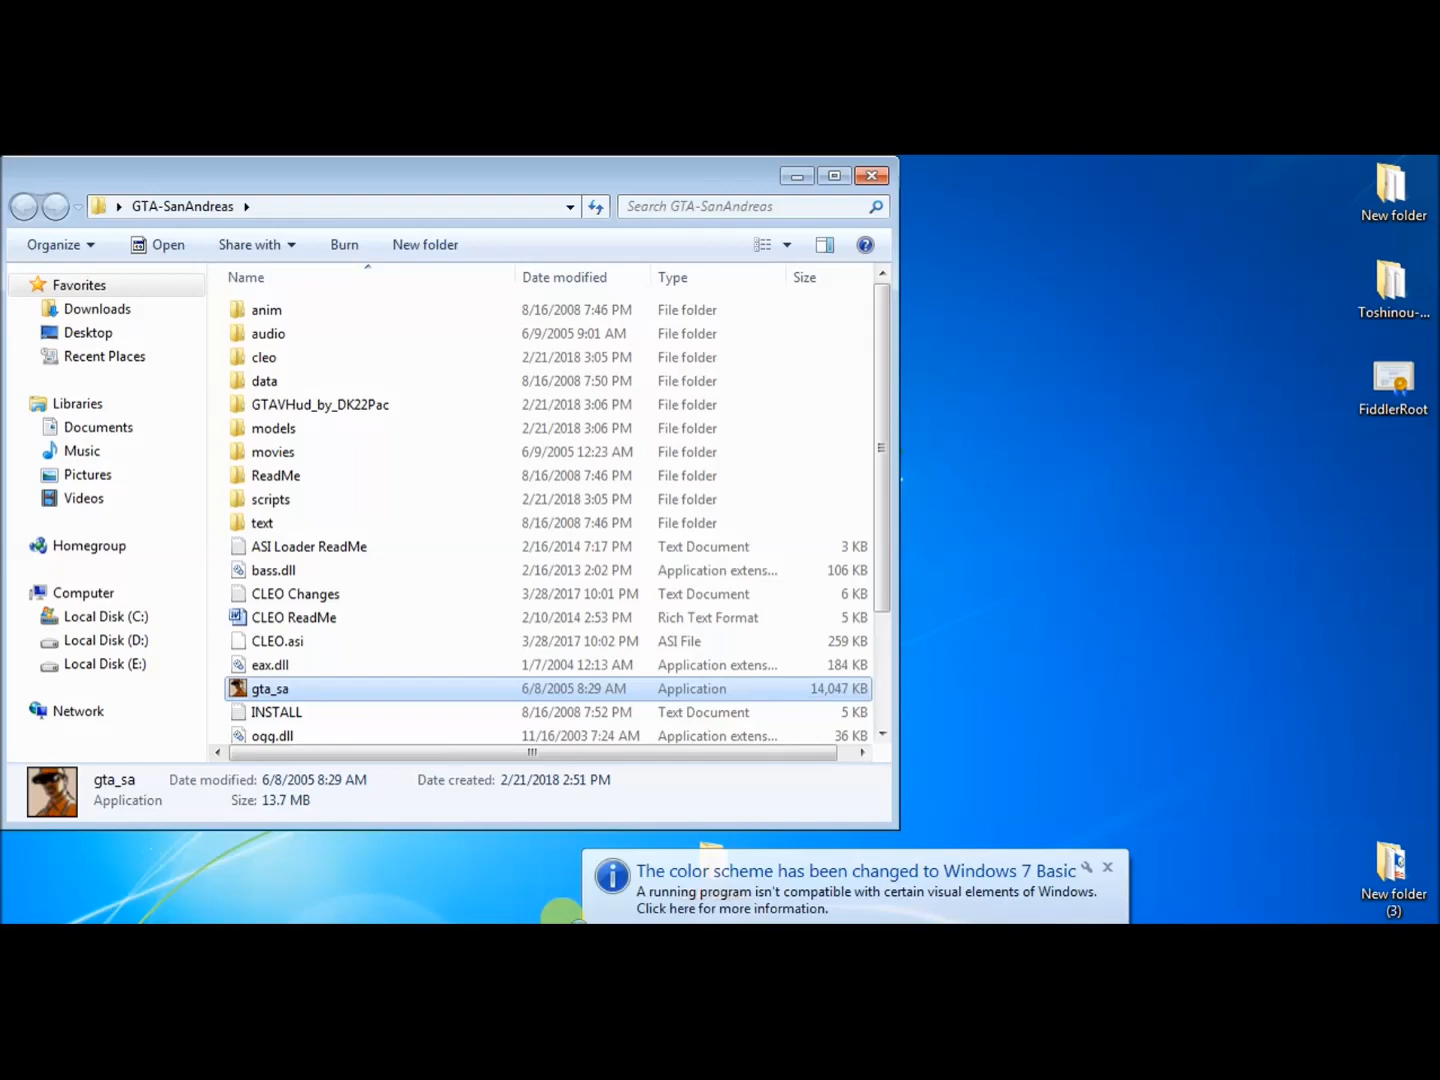 GTA-SanAndreas
Search GTA-SanAndreas
Organize Open Share with Burn New folder
Name Date modified Type Size
Favorites
Downloads
Desktop
Recent Places
Libraries
Documents
Music
Pictures
Videos
Homegroup
Computer
Local Disk (C:)
Local Disk (D:)
Local Disk (E:)
Network
anim 8/16/2008 7:46 PM File folder
audio 6/9/2005 9:01 AM File folder
cleo 2/21/2018 3:05 PM File folder
data 8/16/2008 7:50 PM File folder
GTAVHud_by_DK22Pac 2/21/2018 3:06 PM File folder
models 2/21/2018 3:06 PM File folder
movies 6/9/2005 12:23 AM File folder
ReadMe 8/16/2008 7:46 PM File folder
scripts 2/21/2018 3:05 PM File folder
text 8/16/2008 7:46 PM File folder
ASI Loader ReadMe 2/16/2014 7:17 PM Text Document 3 KB
bass.dll 2/16/2013 2:02 PM Application extens... 106 KB
CLEO Changes 3/28/2017 10:01 PM Text Document 6 KB
CLEO ReadMe 2/10/2014 2:53 PM Rich Text Format 5 KB
CLEO.asi 3/28/2017 10:02 PM ASI File 259 KB
eax.dll 1/7/2004 12:13 AM Application extens... 184 KB
gta_sa 6/8/2005 8:29 AM Application 14,047 KB
INSTALL 8/16/2008 7:52 PM Text Document 5 KB
ogg.dll 11/16/2003 7:24 AM Application extens... 36 KB
gta_sa Date modified: 6/8/2005 8:29 AM Date created: 2/21/2018 2:51 PM
Application Size: 13.7 MB
New folder
Toshinou-...
FiddlerRoot
New folder
(3)
The color scheme has been changed to Windows 7 Basic
A running program isn't compatible with certain visual elements of Windows.
Click here for more information.